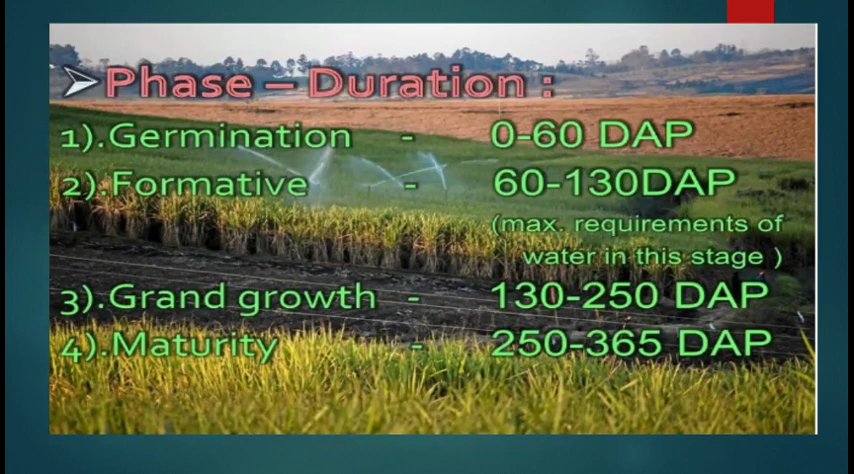 Phase – Duration :
1).Germination - 0-60 DAP
2).Formative - 60-130DAP
(max. requirements of
water in this stage )
3).Grand growth - 130-250 DAP
4).Maturity - 250-365 DAP